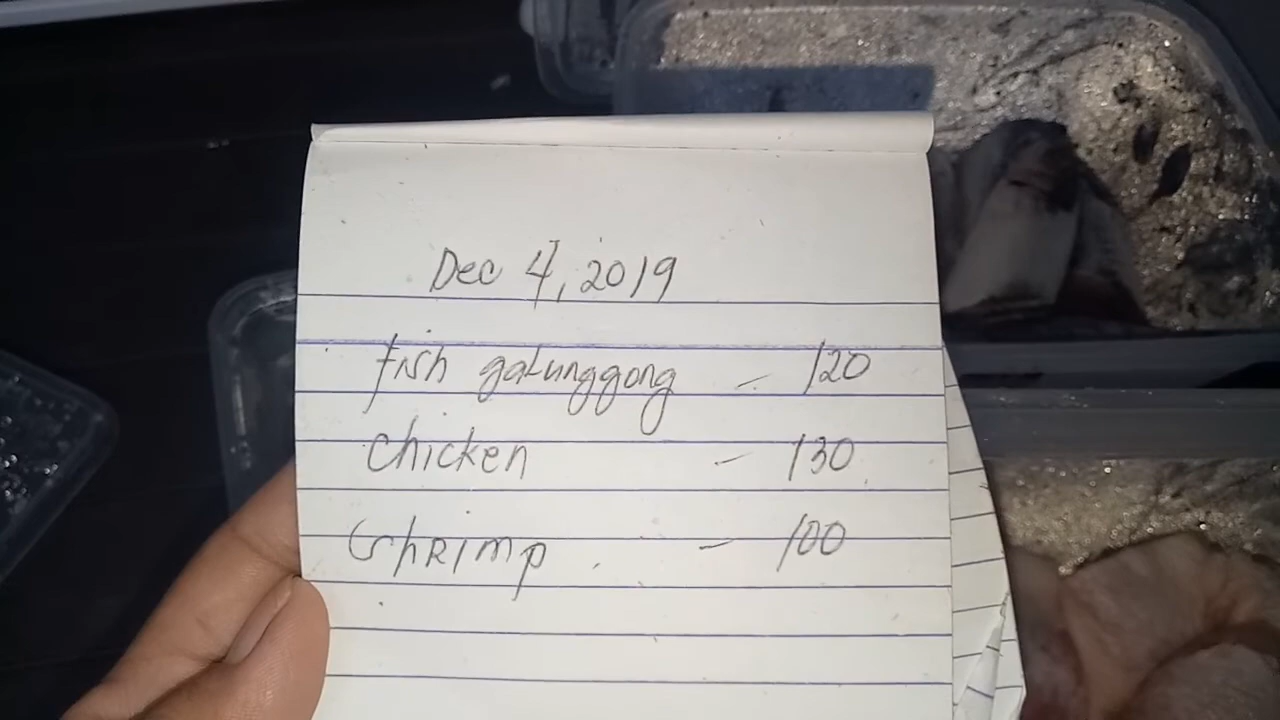 Dec 4, 2019
fish galunggong - 120
chicken - 130
Shrimp - 100